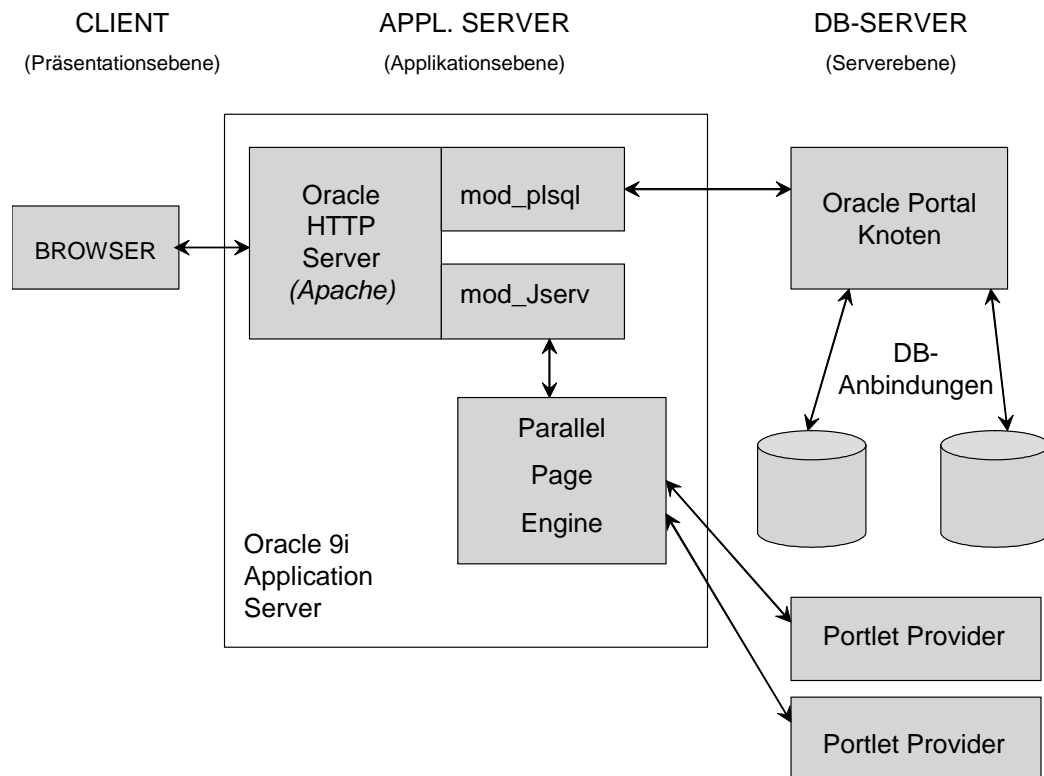 CLIENT
(Präsentationsebene)
APPL. SERVER
(Applikationsebene)
DB-SERVER
(Serverebene)
BROWSER
Oracle
HTTP
Server
(Apache)
mod_plsql
mod_Jserv
Parallel
Page
Engine
Oracle 9i
Application
Server
Oracle Portal
Knoten
DB-
Anbindungen
Portlet Provider
Portlet Provider